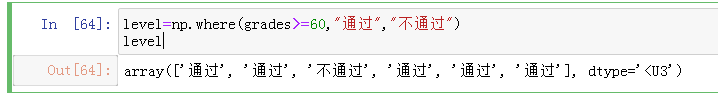 In [64]: level=np.where(grades>=60,"通过","不通过")
level
Out[64]: array(['通过', '通过', '不通过', '通过', '通过', '通过'], dtype='<U3')